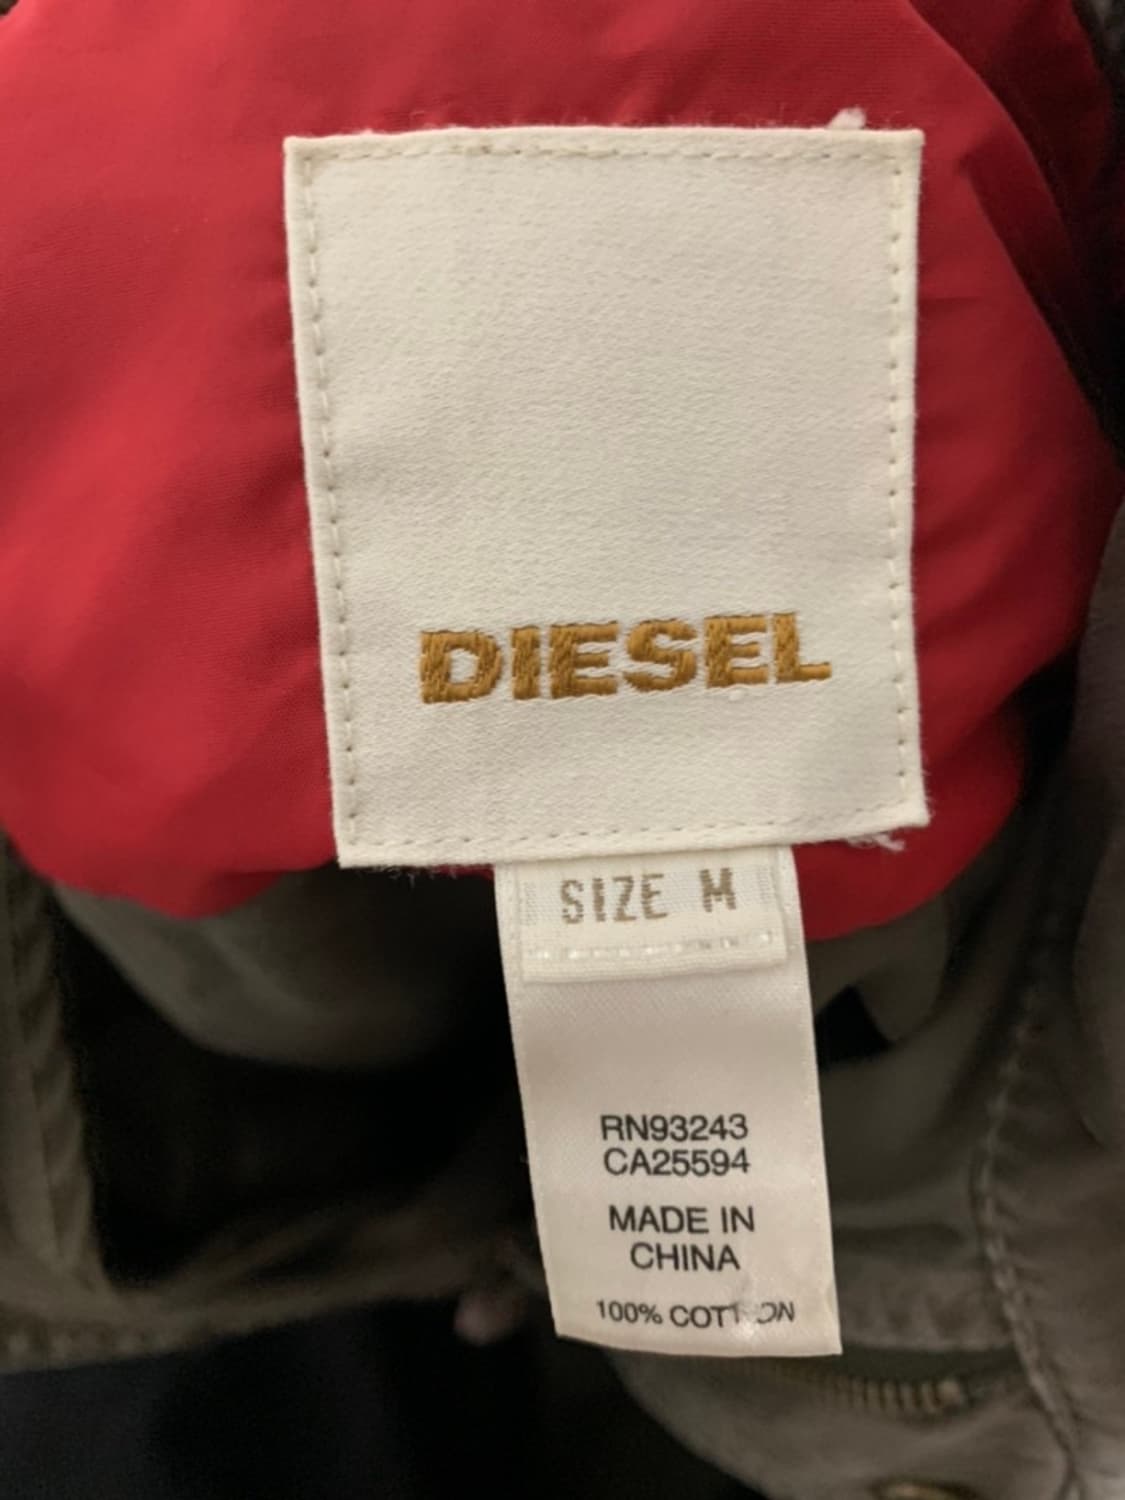 DIESEL
SIZE M
RN93243
CA25594
MADE IN
CHINA
100% COTTON